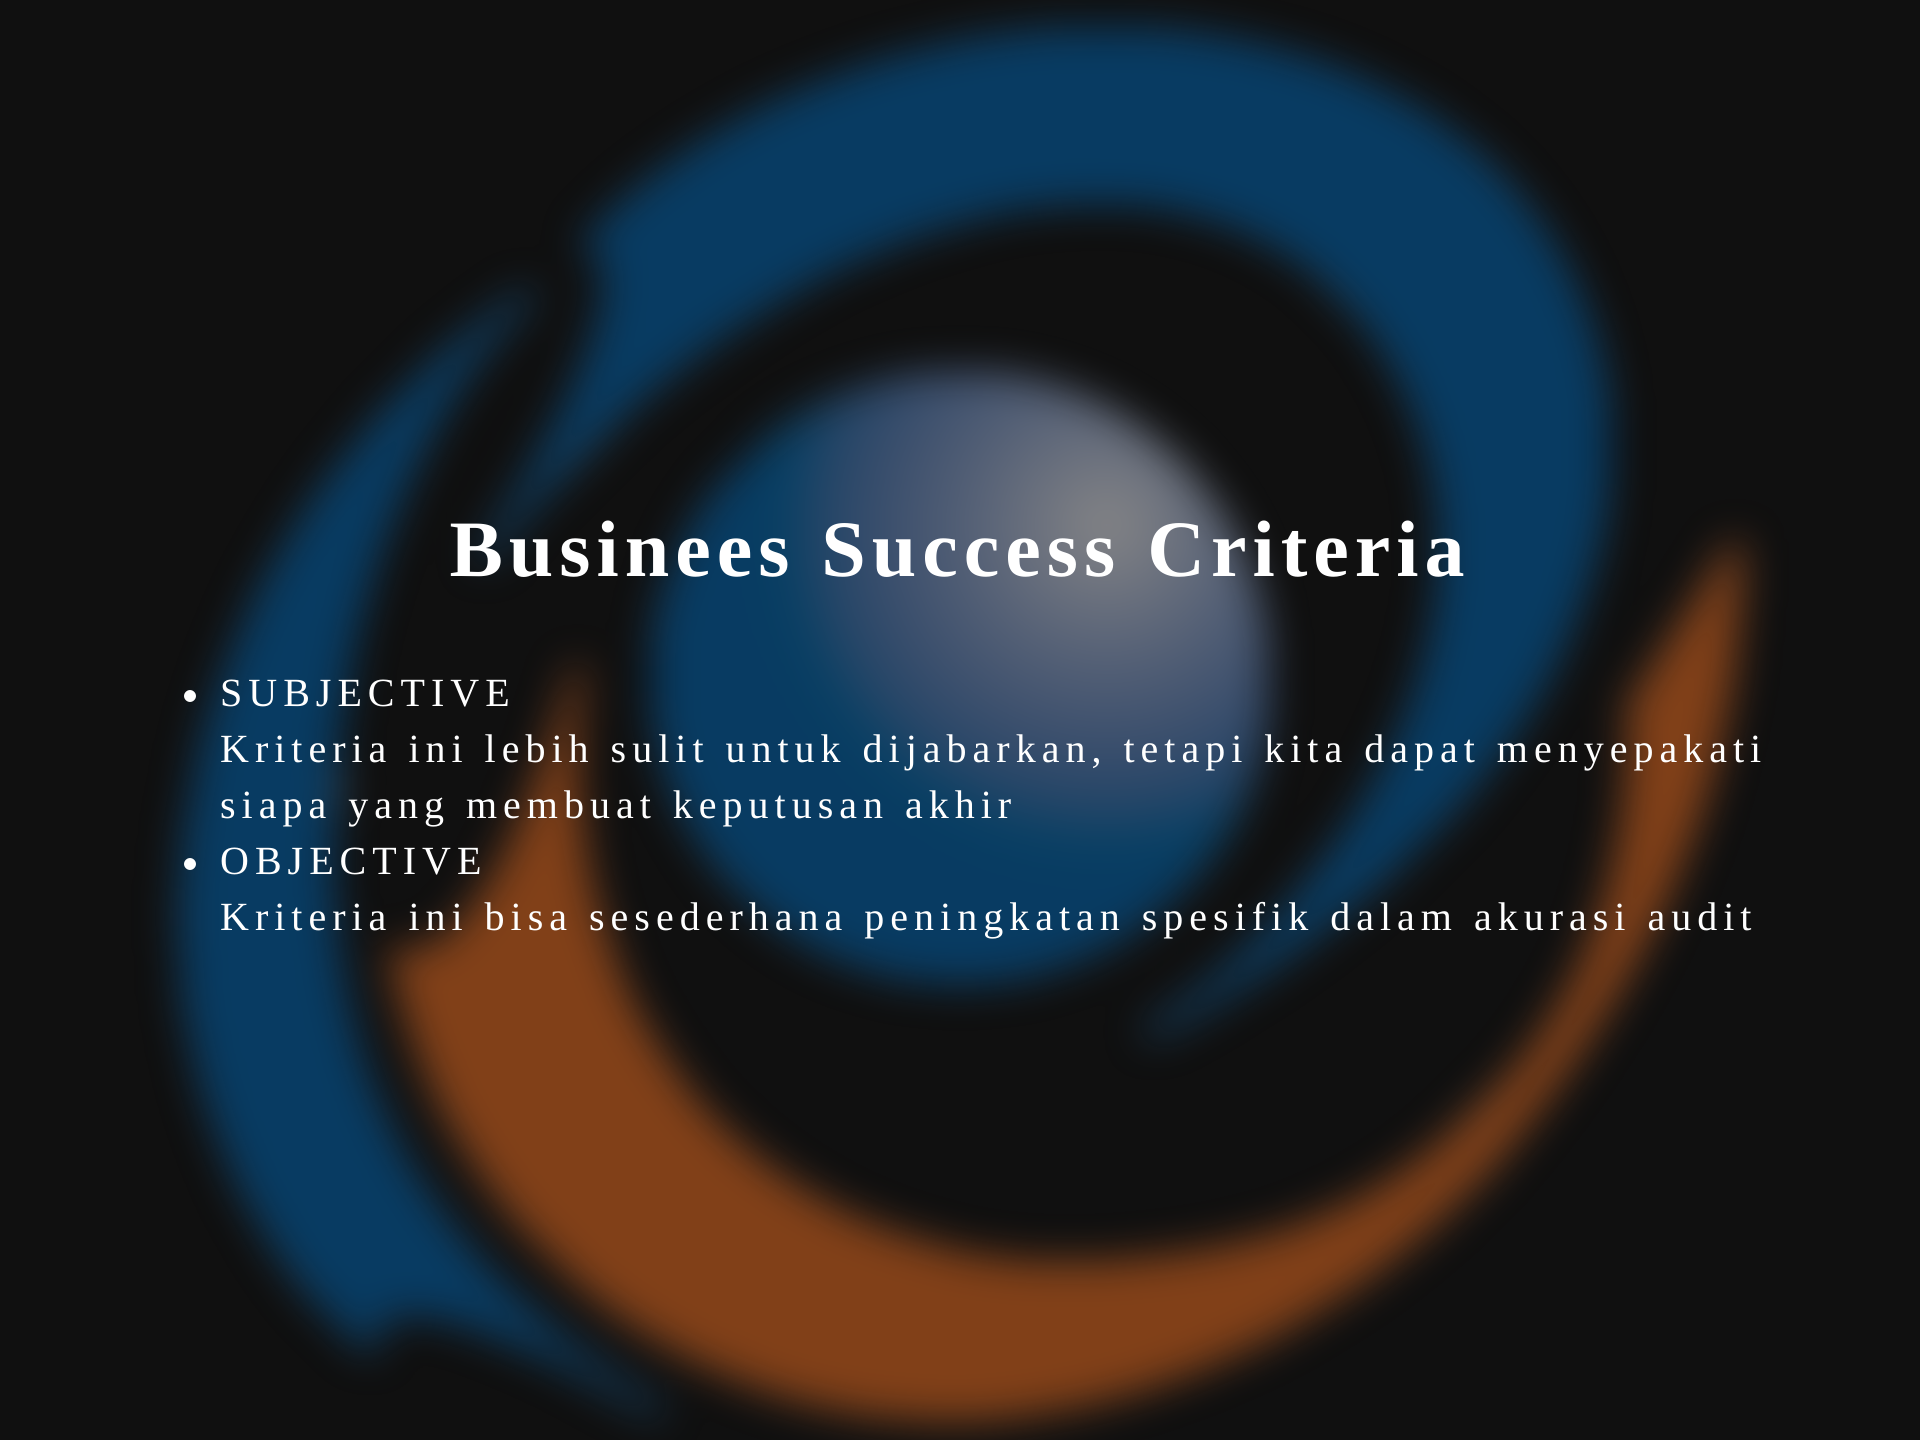 Businees Success Criteria
• SUBJECTIVE
Kriteria ini lebih sulit untuk dijabarkan, tetapi kita dapat menyepakati
siapa yang membuat keputusan akhir
• OBJECTIVE
Kriteria ini bisa sesederhana peningkatan spesifik dalam akurasi audit